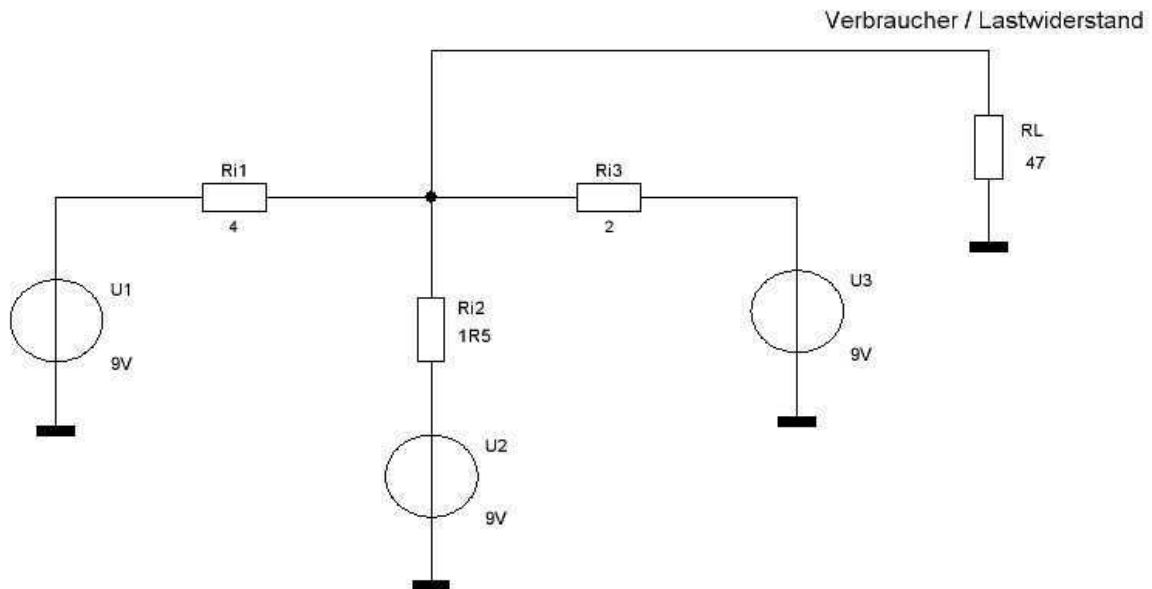 Verbraucher / Lastwiderstand
RL
47
Ri1
4
Ri3
2
U1
9V
Ri2
1R5
U3
9V
U2
9V